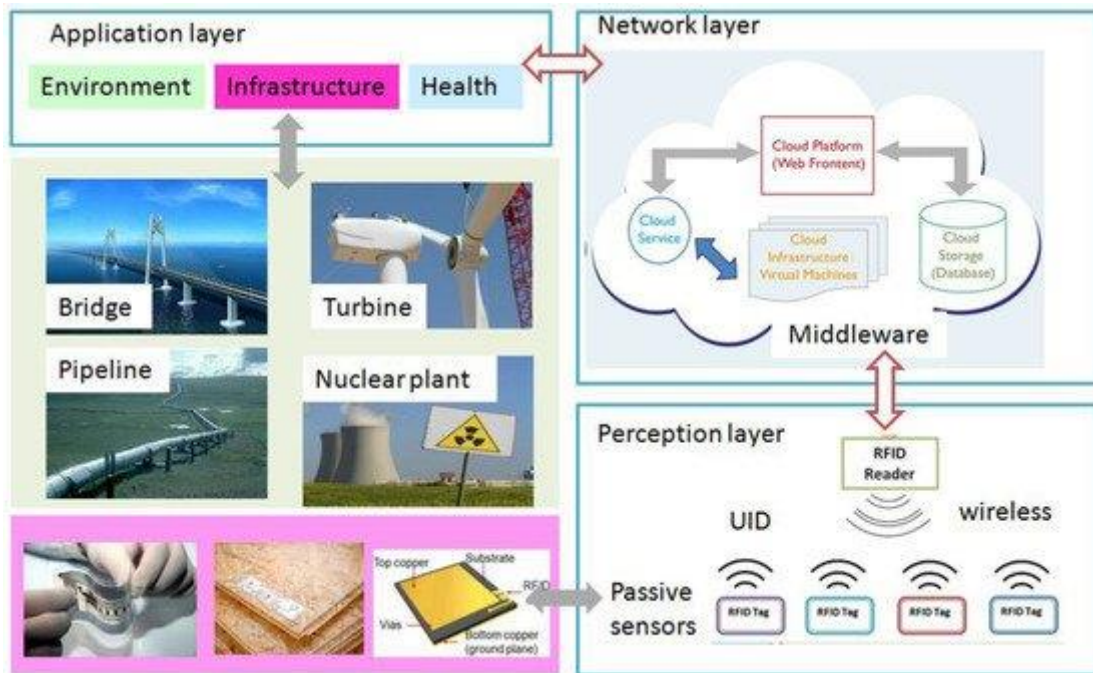 Application layer
Environment
Infrastructure
Health
Network layer
Cloud Platform
(Web Frontent)
Cloud
Service
Cloud
Infrastructure
Virtual Machines
Cloud
Storage
(Database)
Middleware
Bridge
Turbine
Pipeline
Nuclear plant
Perception layer
RFID
Reader
UID
wireless
Passive
sensors
RFID Tag
RFID Tag
RFID Tag
RFID Tag
Top copper
Substrate
RFID
Vias
Bottom copper
(ground plane)